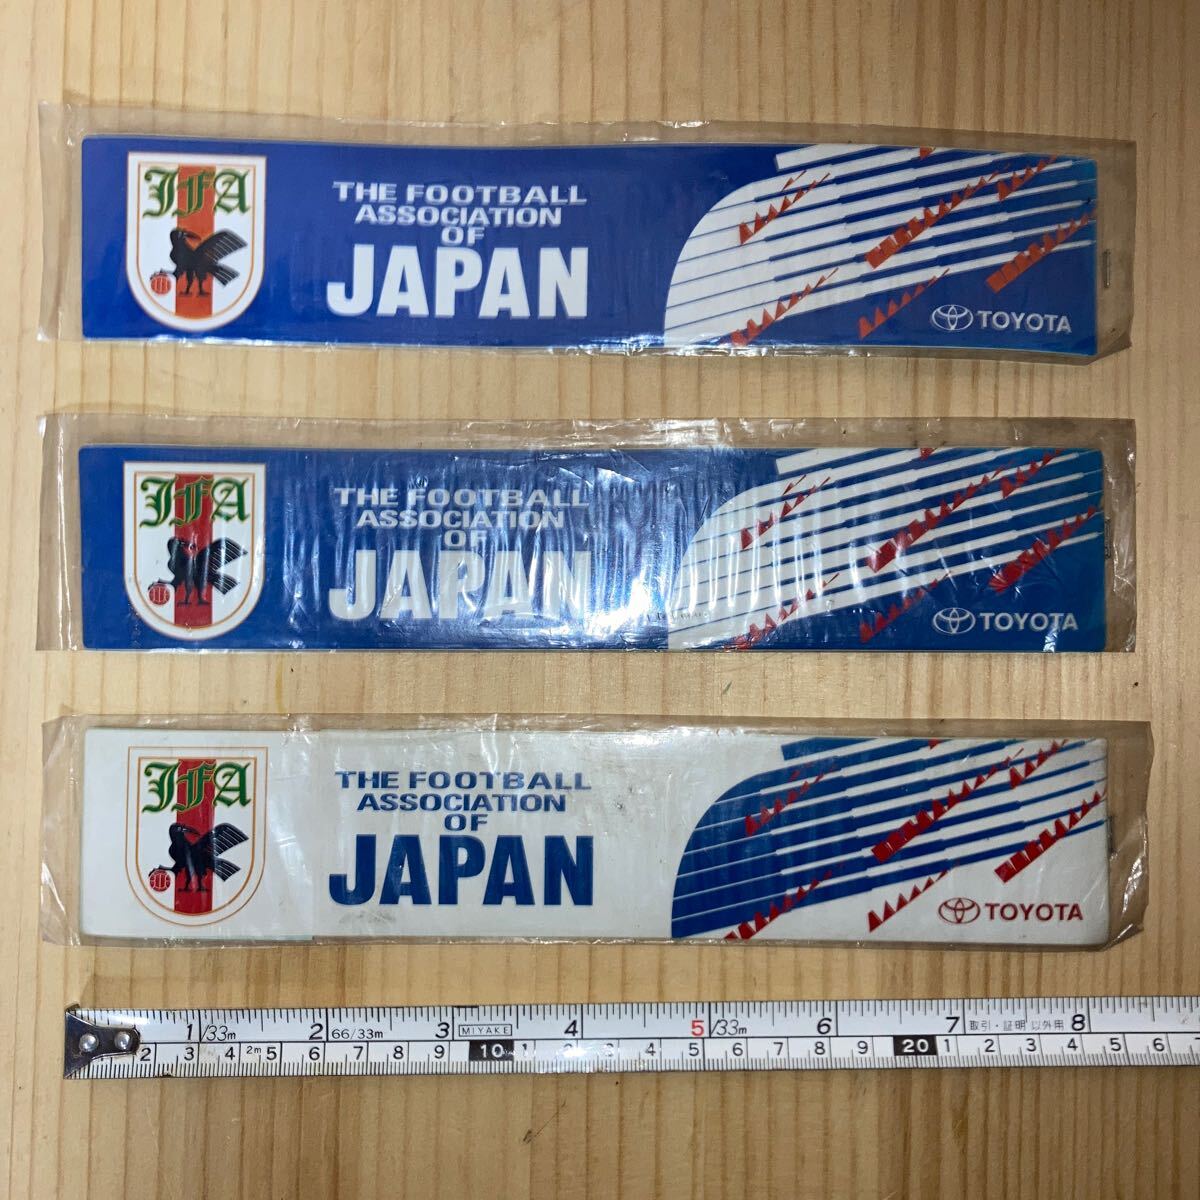 JFA
THE FOOTBALL
ASSOCIATION
OF
JAPAN
TOYOTA
JFA
THE FOOTBALL
ASSOCIATION
OF
JAPAN
TOYOTA
JFA
THE FOOTBALL
ASSOCIATION
OF
JAPAN
TOYOTA
1 /33m 2 66/33m 3 MIYAKE 4 5 /33m 6 7 取引・証明以外用 8
2 3 4 2m 5 6 7 8 9 10 1 2 3 4 5 6 7 8 9 20 1 2 3 4 5 6 7